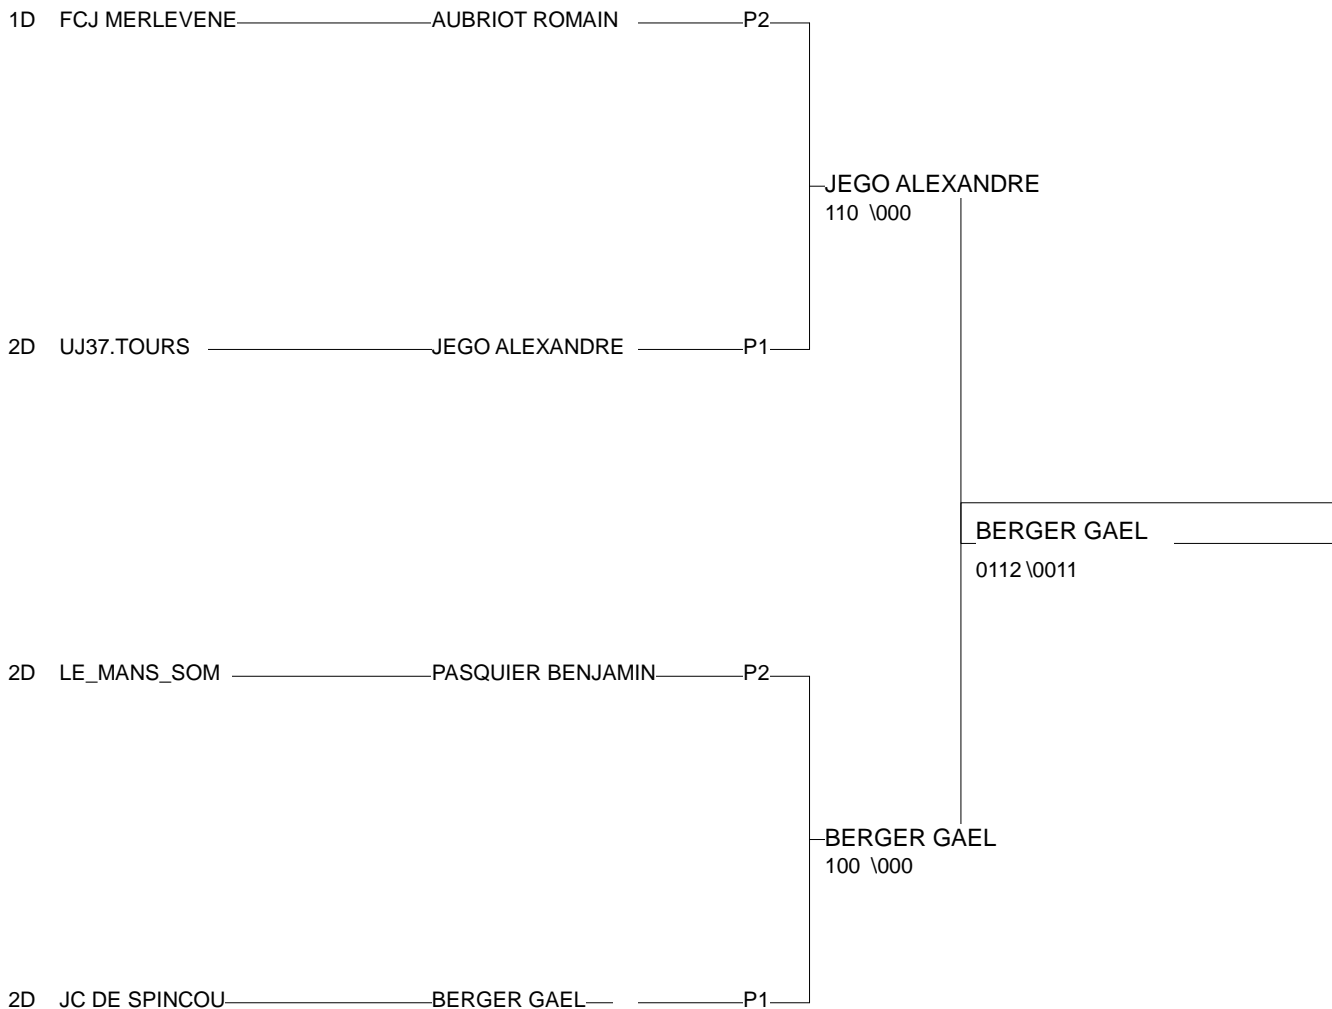 1D FCJ MERLEVENE AUBRIOT ROMAIN P2
JEGO ALEXANDRE
110 \000
2D UJ37.TOURS JEGO ALEXANDRE P1
BERGER GAEL
0112 \0011
2D LE_MANS_SOM PASQUIER BENJAMIN P2
BERGER GAEL
100 \000
2D JC DE SPINCOU BERGER GAEL P1